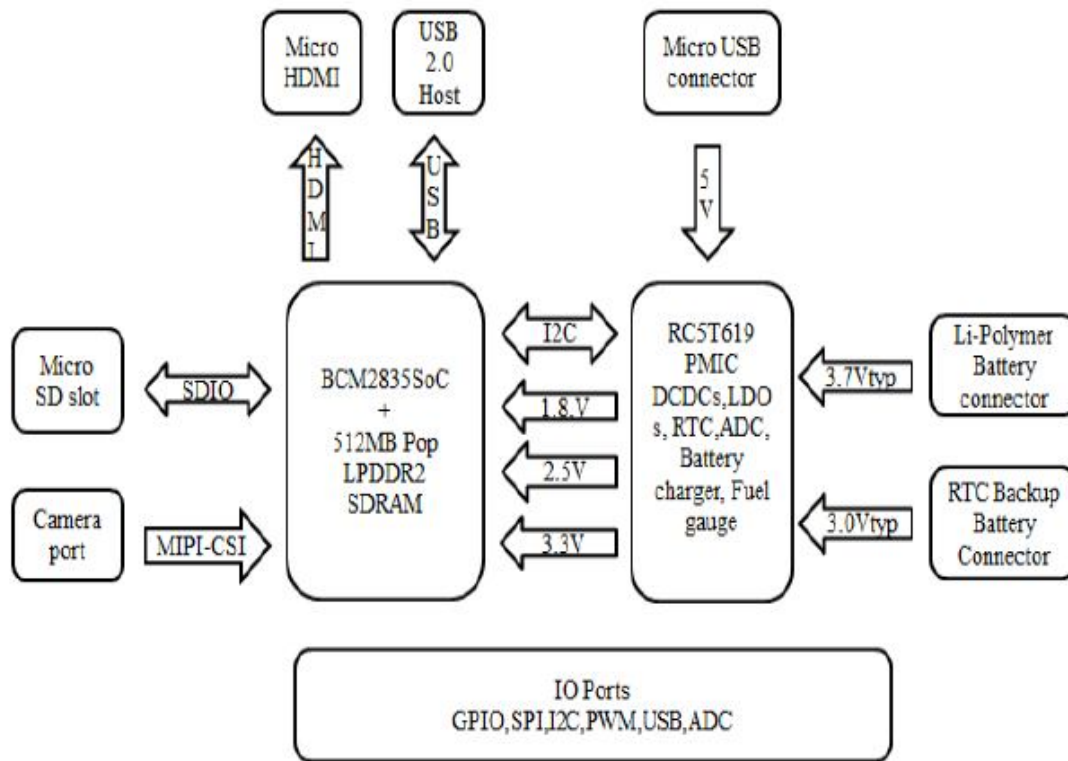 Micro
HDMI
USB
2.0
Host
Micro USB
connector
HDMI
USB
5V
Micro
SD slot
SDIO
BCM2835SoC
+
512MB Pop
LPDDR2
SDRAM
I2C
1.8.V
2.5V
3.3V
RC5T619
PMIC
DCDCs,LDO
s, RTC,ADC,
Battery
charger, Fuel
gauge
3.7Vtyp
Li-Polymer
Battery
connector
Camera
port
MIPI-CSI
3.0Vtyp
RTC Backup
Battery
Connector
IO Ports
GPIO,SPI,I2C,PWM,USB,ADC